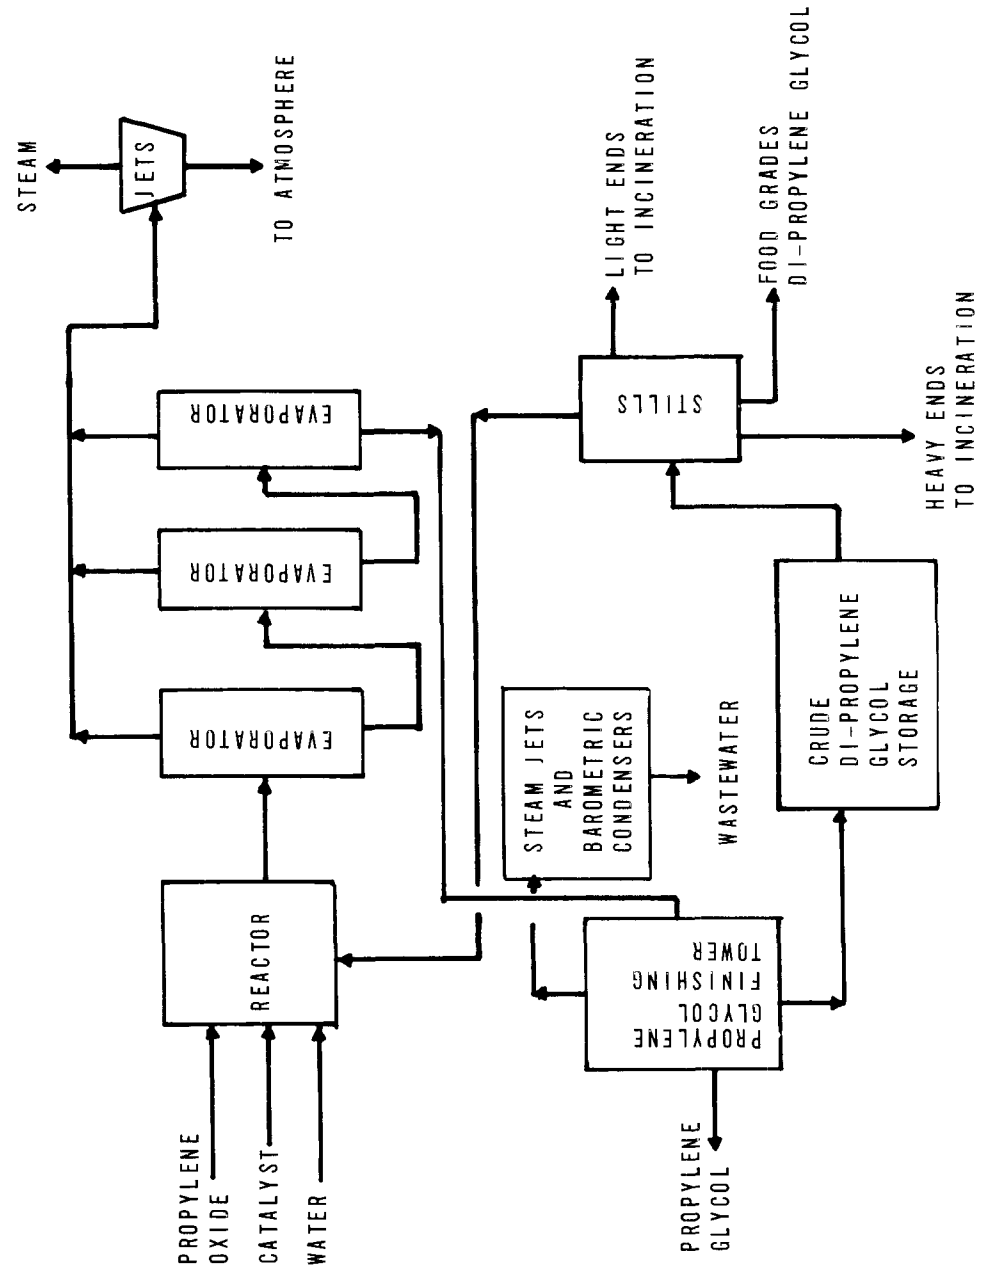 STEAM
JETS
TO ATMOSPHERE
EVAPORATOR
EVAPORATOR
EVAPORATOR
REACTOR
PROPYLENE
OXIDE
CATALYST
WATER
LIGHT ENDS
TO INCINERATION
FOOD GRADES
DI-PROPYLENE GLYCOL
STILLS
HEAVY ENDS
TO INCINERATION
STEAM JETS
AND
BAROMETRIC
CONDENSERS
WASTEWATER
CRUDE
DI-PROPYLENE
GLYCOL
STORAGE
PROPYLENE
GLYCOL
FINISHING
TOWER
PROPYLENE
GLYCOL